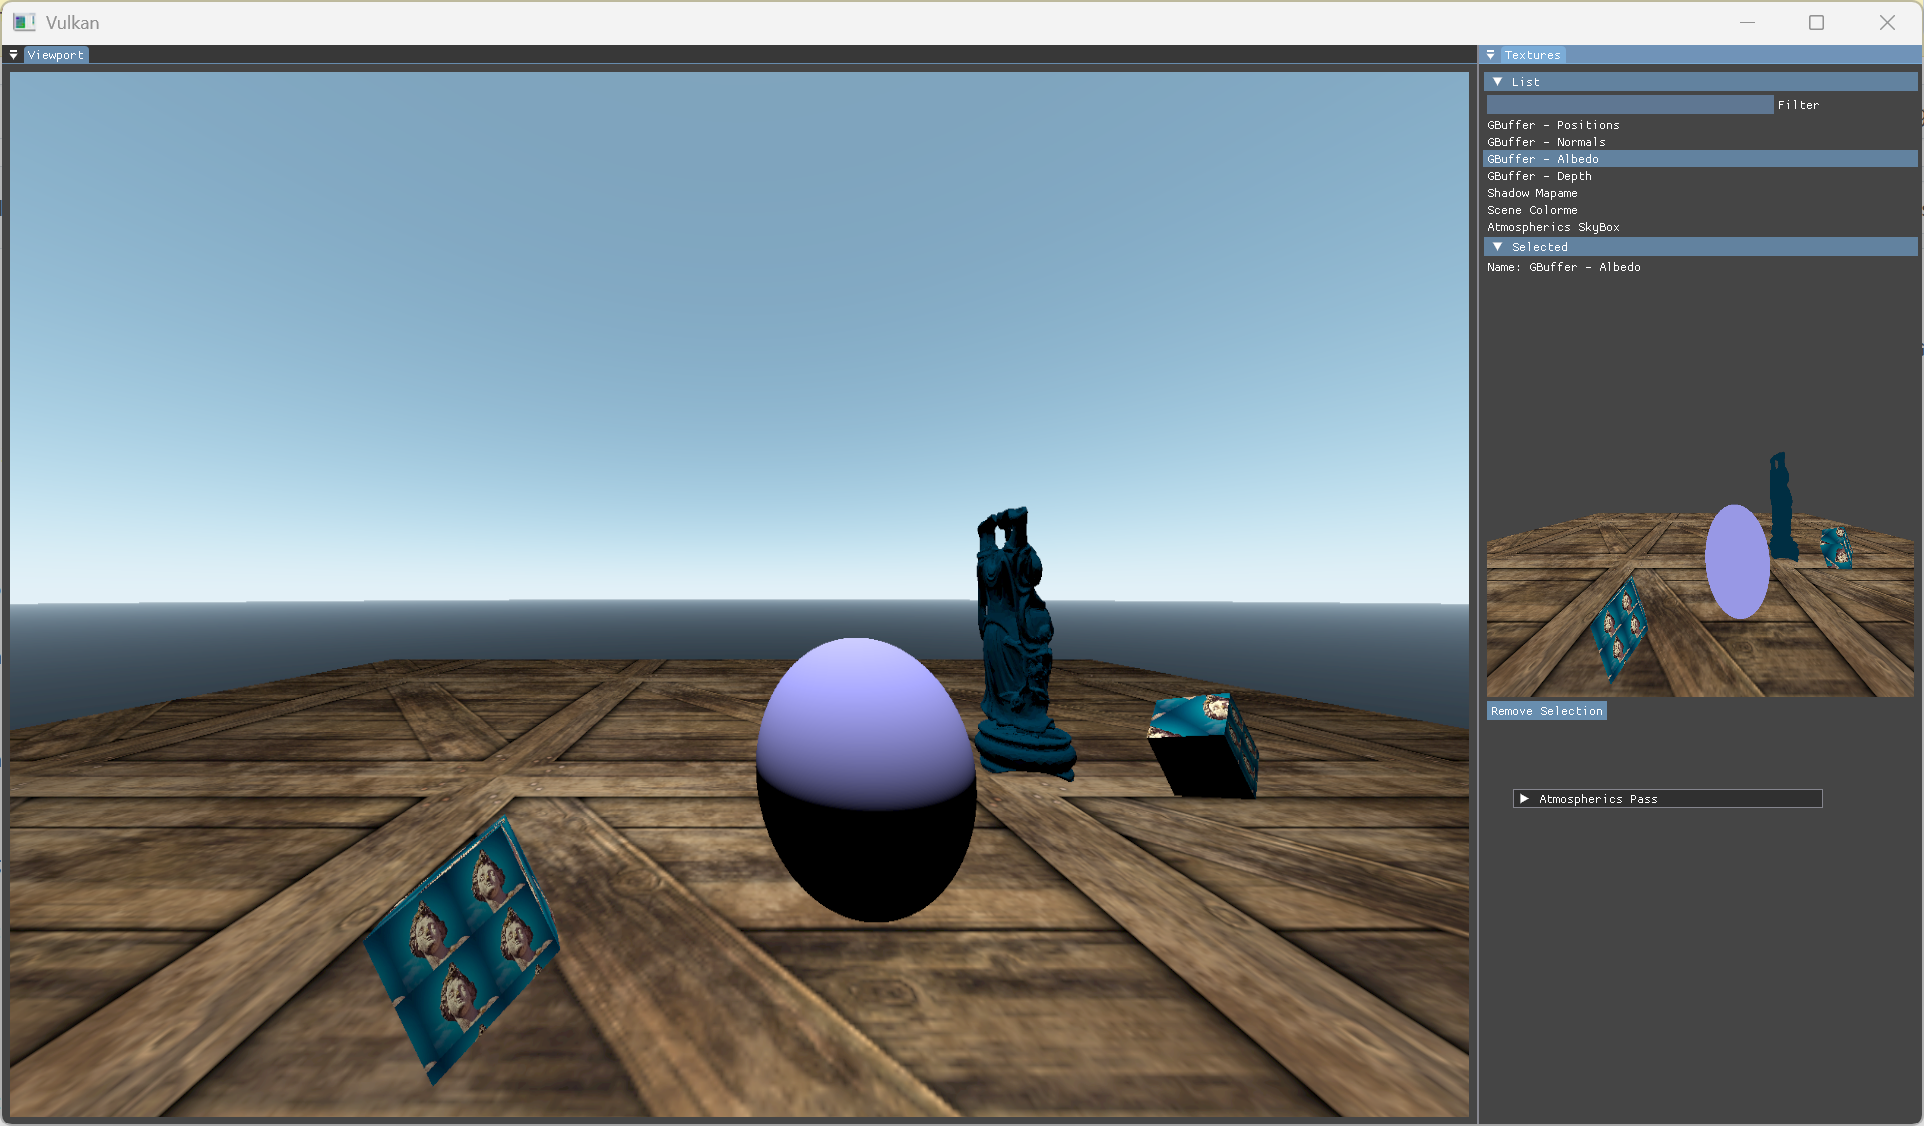 Vulkan
Viewport
Textures
List
Filter
GBuffer - Positions
GBuffer - Normals
GBuffer - Albedo
GBuffer - Depth
Shadow Mapame
Scene Colorme
Atmospherics SkyBox
Selected
Name: GBuffer - Albedo
Remove Selection
Atmospherics Pass